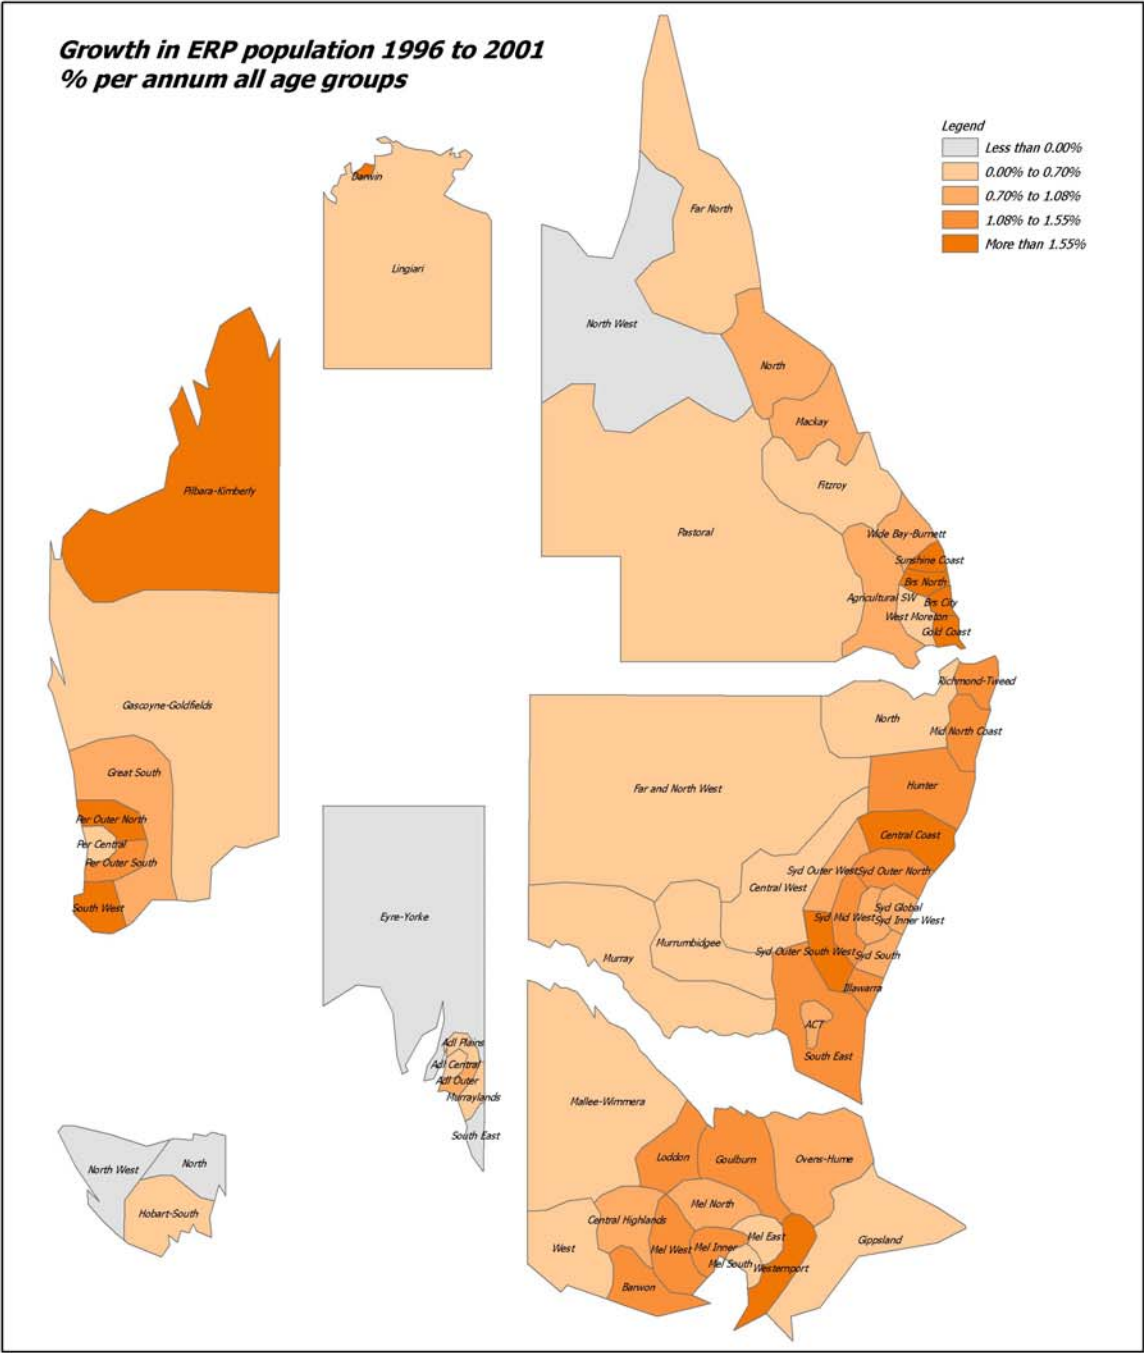 Growth in ERP population 1996 to 2001
% per annum all age groups
Legend
Less than 0.00%
0.00% to 0.70%
0.70% to 1.08%
1.08% to 1.55%
More than 1.55%
Darwin
Lingiari
Far North
North West
North
Mackay
Fitzroy
Pastoral
Wide Bay-Burnett
Sunshine Coast
Brs North
Agricultural SW
Brs City
West Moreton
Gold Coast
Pilbara-Kimberly
Gascoyne-Goldfields
Great South
Per Outer North
Per Central
Per Outer South
South West
Richmond-Tweed
North
Mid North Coast
Far and North West
Hunter
Central Coast
Syd Outer West
Syd Outer North
Central West
Syd Global
Syd Mid West
Syd Inner West
Murrumbidgee
Syd Outer South West
Syd South
Murray
Illawarra
ACT
South East
Eyre-Yorke
Adl Plains
Adl Central
Adl Outer
Murraylands
South East
North West
North
Hobart-South
Mallee-Wimmera
Loddon
Goulburn
Ovens-Hume
Mel North
Central Highlands
Mel East
Gippsland
West
Mel West
Mel Inner
Mel South
Westernport
Barwon